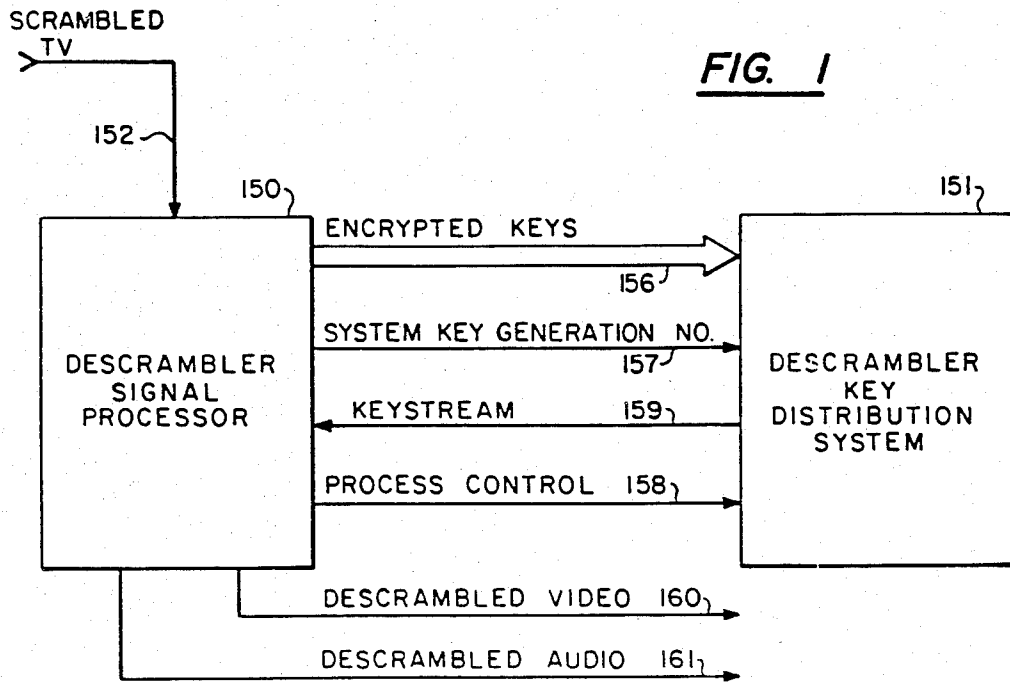 SCRAMBLED
TV
FIG. 1
152
150
151
ENCRYPTED KEYS
156
SYSTEM KEY GENERATION NO.
157
DESCRAMBLER
SIGNAL
PROCESSOR
DESCRAMBLER
KEY
DISTRIBUTION
SYSTEM
KEYSTREAM 159
PROCESS CONTROL 158
DESCRAMBLED VIDEO 160
DESCRAMBLED AUDIO 161